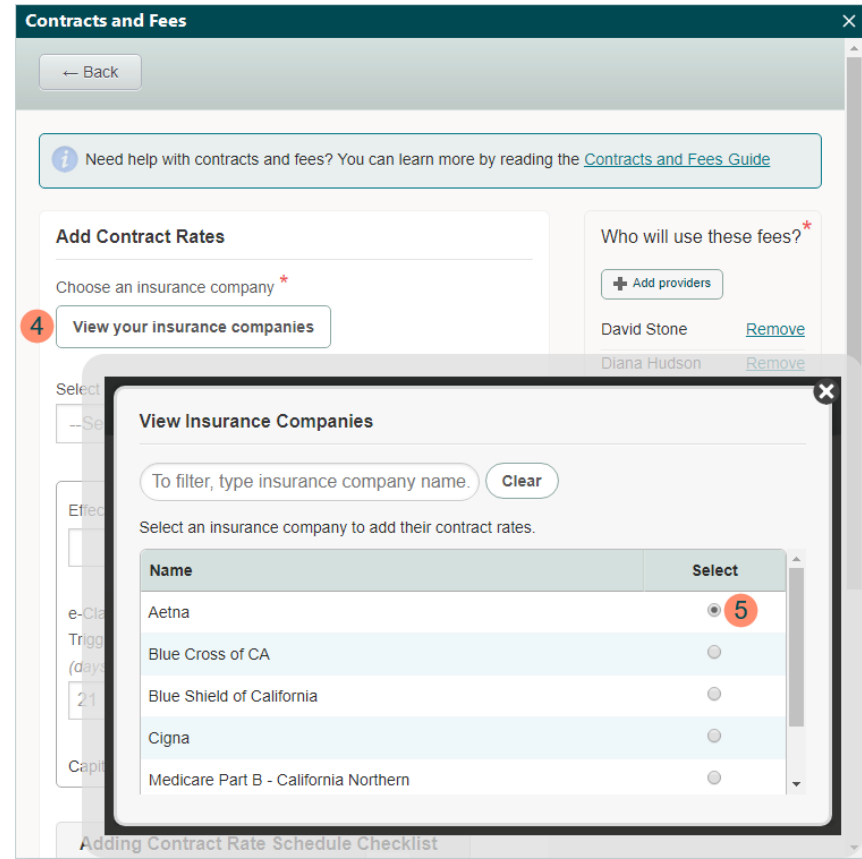 Contracts and Fees
← Back
Need help with contracts and fees? You can learn more by reading the Contracts and Fees Guide
Add Contract Rates
Choose an insurance company *
4 View your insurance companies
Who will use these fees?*
Add providers
David Stone Remove
Diana Hudson Remove
Select
View Insurance Companies
To filter, type insurance company name. Clear
Select an insurance company to add their contract rates.
Name Select
Aetna 5
Blue Cross of CA
Blue Shield of California
Cigna
Medicare Part B - California Northern
21
Adding Contract Rate Schedule Checklist